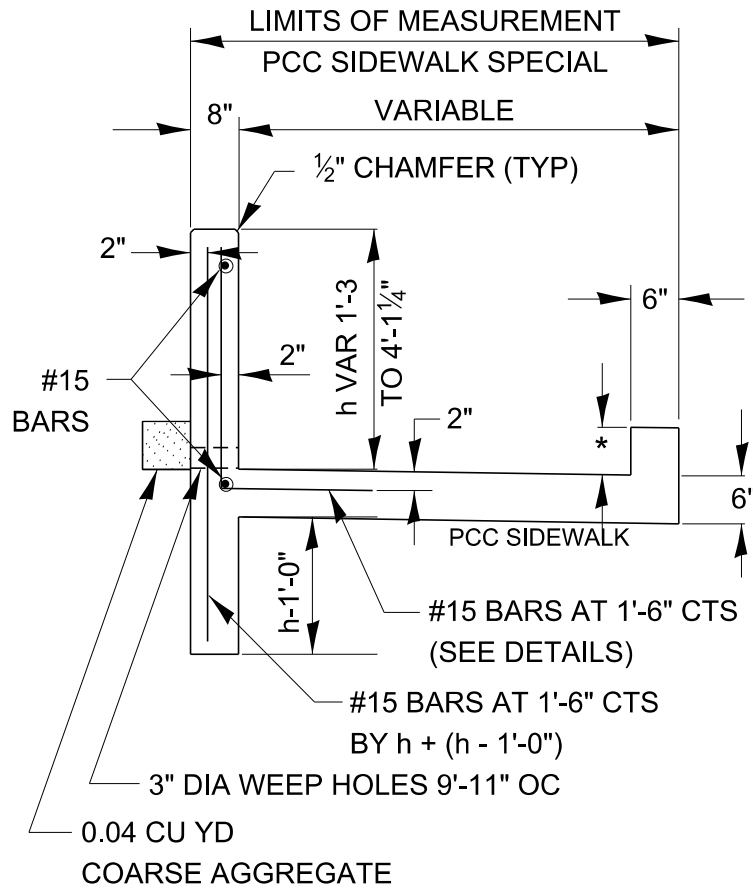 LIMITS OF MEASUREMENT
PCC SIDEWALK SPECIAL
8"
VARIABLE
½" CHAMFER (TYP)
2"
h VAR 1'-3
TO 4'-1¼"
6"
2"
#15
BARS
2"
*
6'
PCC SIDEWALK
h-1'-0"
#15 BARS AT 1'-6" CTS
(SEE DETAILS)
#15 BARS AT 1'-6" CTS
BY h + (h - 1'-0")
3" DIA WEEP HOLES 9'-11" OC
0.04 CU YD
COARSE AGGREGATE